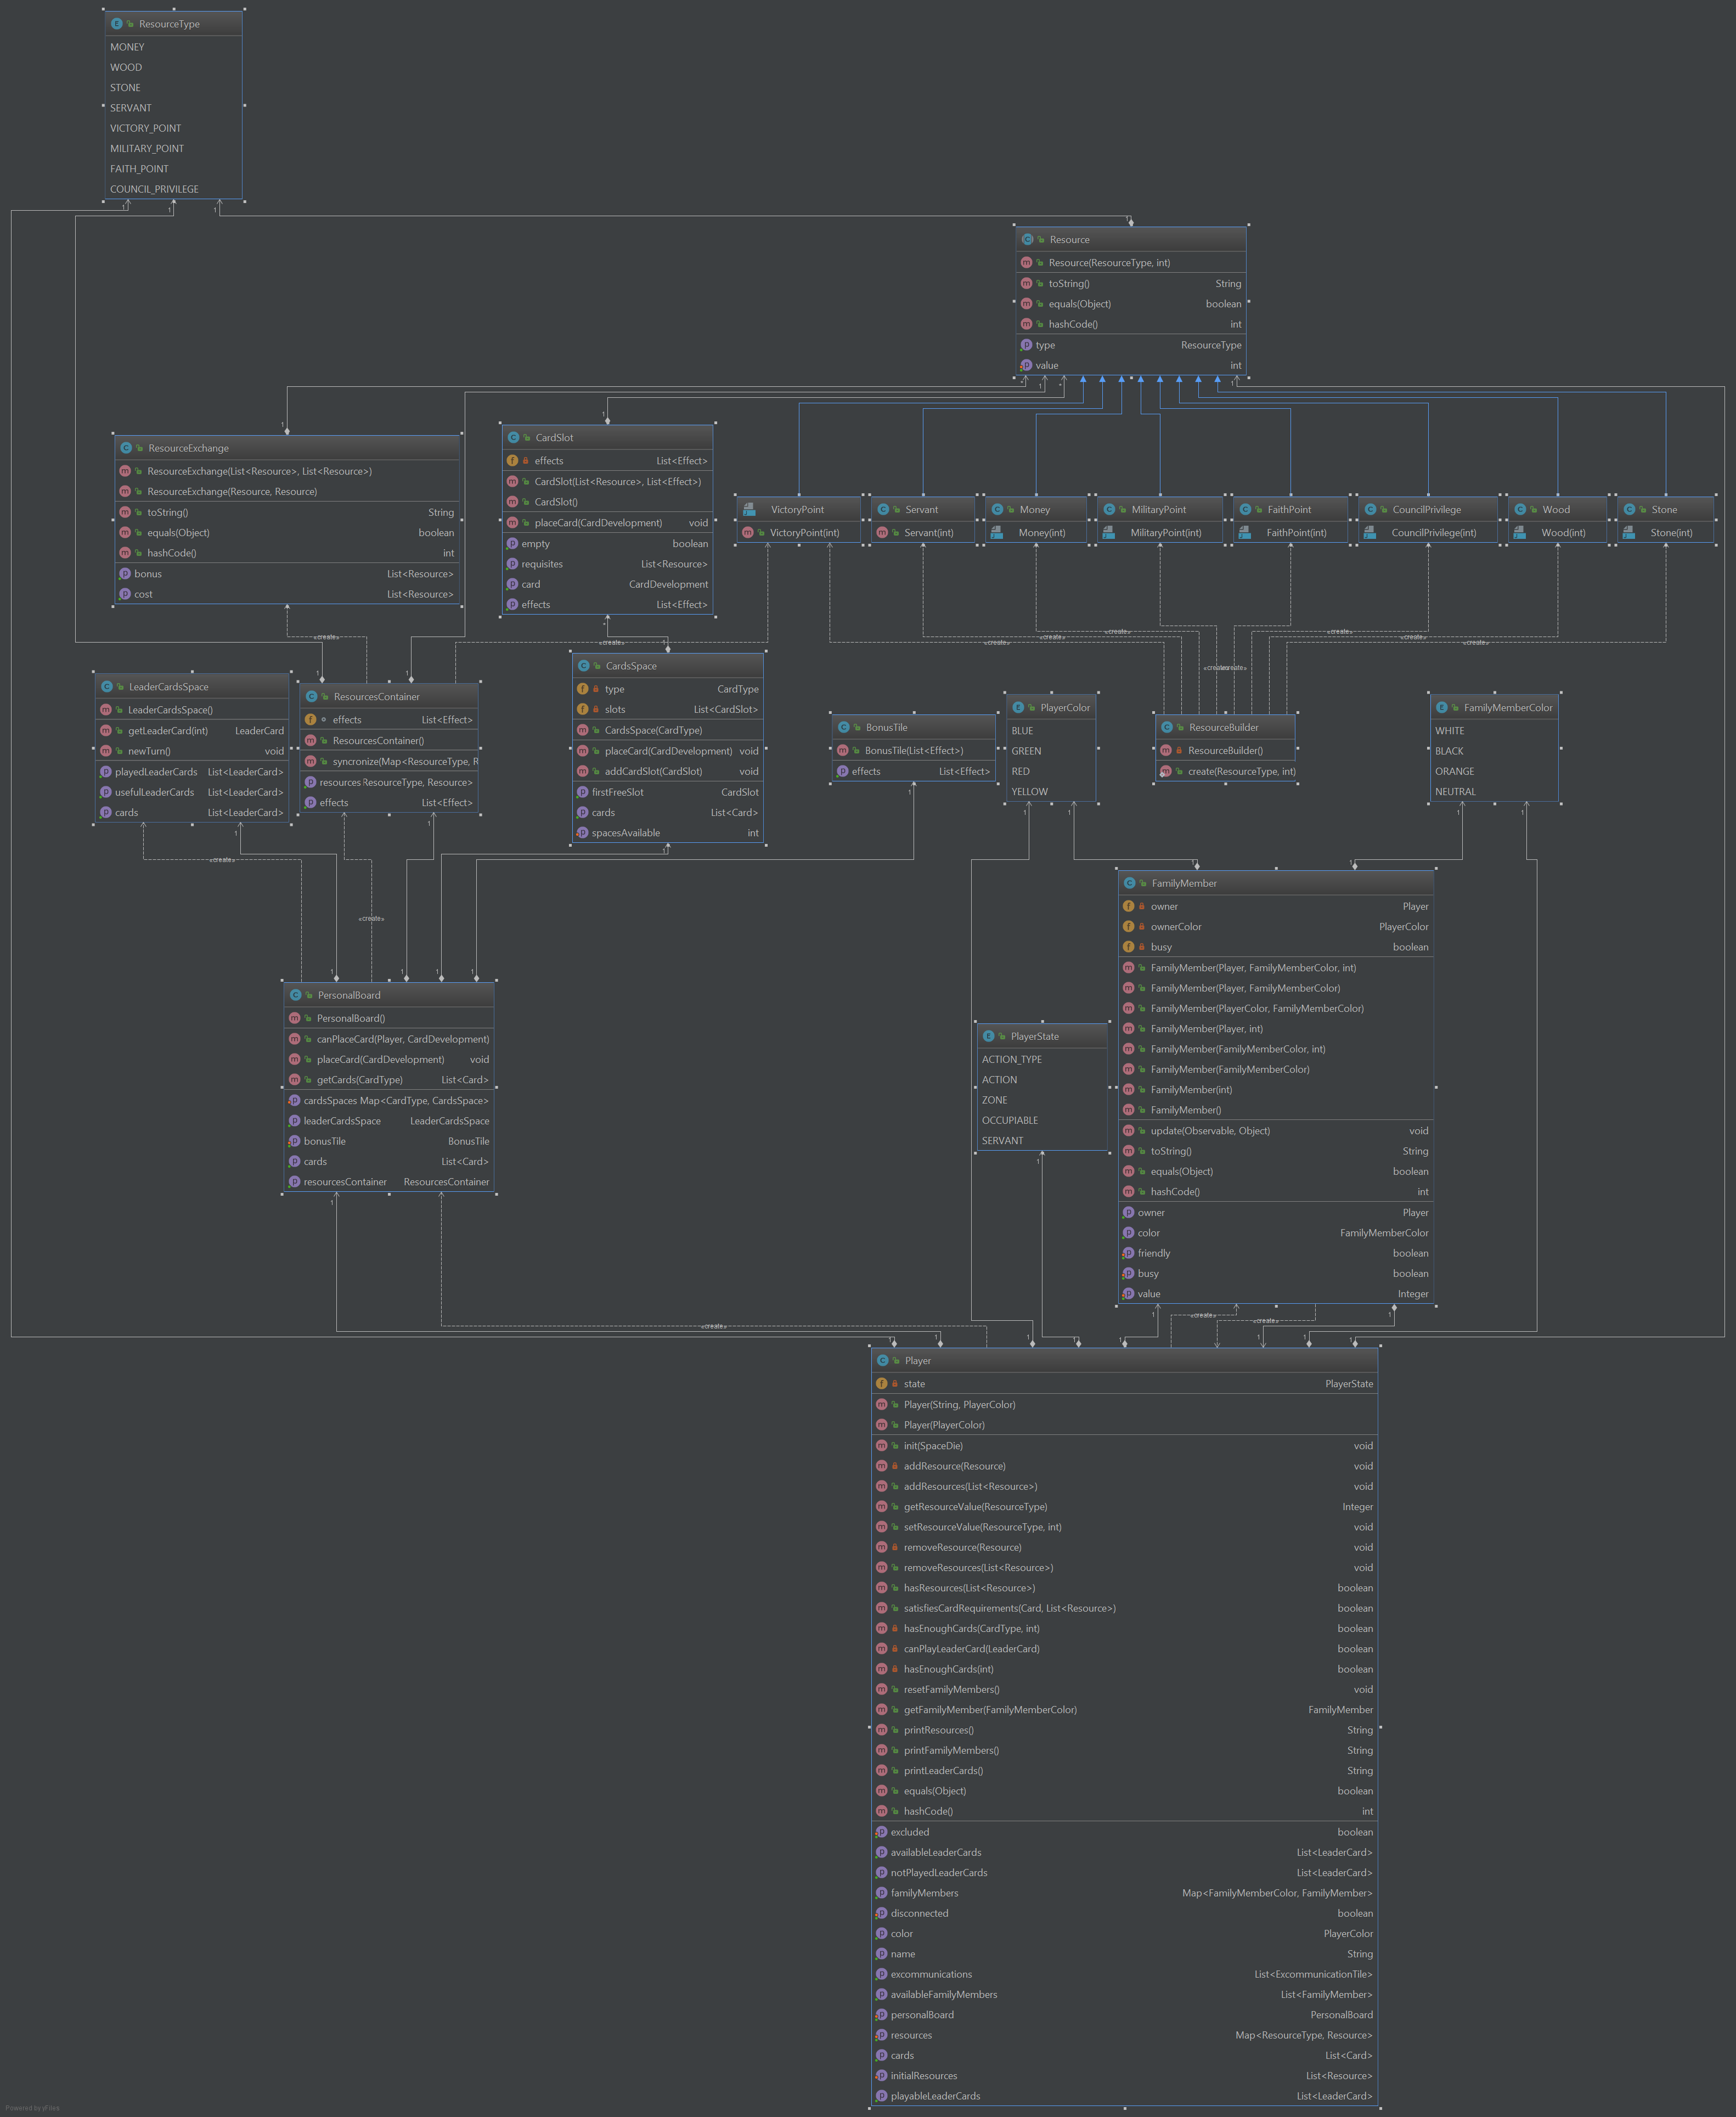 ResourceType
MONEY
WOOD
STONE
SERVANT
VICTORY_POINT
MILITARY_POINT
FAITH_POINT
COUNCIL_PRIVILEGE
Resource
Resource(ResourceType, int)
toString() String
equals(Object) boolean
hashCode() int
type ResourceType
value int
ResourceExchange
ResourceExchange(List<Resource>, List<Resource>)
ResourceExchange(Resource, Resource)
toString() String
equals(Object) boolean
hashCode() int
bonus List<Resource>
cost List<Resource>
CardSlot
effects List<Effect>
CardSlot(List<Resource>, List<Effect>)
CardSlot()
placeCard(CardDevelopment) void
empty boolean
requisites List<Resource>
card CardDevelopment
effects List<Effect>
VictoryPoint
VictoryPoint(int)
Servant
Servant(int)
Money
Money(int)
MilitaryPoint
MilitaryPoint(int)
FaithPoint
FaithPoint(int)
CouncilPrivilege
CouncilPrivilege(int)
Wood
Wood(int)
Stone
Stone(int)
«create»
«create»
«create»
«create»
«create»
LeaderCardsSpace
LeaderCardsSpace()
getLeaderCard(int) LeaderCard
newTurn() void
playedLeaderCards List<LeaderCard>
usefulLeaderCards List<LeaderCard>
cards List<LeaderCard>
ResourcesContainer
effects List<Effect>
ResourcesContainer()
syncronize(Map<ResourceType, R
resources ResourceType, Resource>
effects List<Effect>
CardsSpace
type CardType
slots List<CardSlot>
CardsSpace(CardType)
placeCard(CardDevelopment) void
addCardSlot(CardSlot) void
firstFreeSlot CardSlot
cards List<Card>
spacesAvailable int
BonusTile
BonusTile(List<Effect>)
effects List<Effect>
PlayerColor
BLUE
GREEN
RED
YELLOW
ResourceBuilder
ResourceBuilder()
create(ResourceType, int)
FamilyMemberColor
WHITE
BLACK
ORANGE
NEUTRAL
«create»
«create»
FamilyMember
owner Player
ownerColor PlayerColor
busy boolean
FamilyMember(Player, FamilyMemberColor, int)
FamilyMember(Player, FamilyMemberColor)
FamilyMember(PlayerColor, FamilyMemberColor)
FamilyMember(Player, int)
FamilyMember(FamilyMemberColor, int)
FamilyMember(FamilyMemberColor)
FamilyMember(int)
FamilyMember()
update(Observable, Object) void
toString() String
equals(Object) boolean
hashCode() int
owner Player
color FamilyMemberColor
friendly boolean
busy boolean
value Integer
PersonalBoard
PersonalBoard()
canPlaceCard(Player, CardDevelopment)
placeCard(CardDevelopment) void
getCards(CardType) List<Card>
cardsSpaces Map<CardType, CardsSpace>
leaderCardsSpace LeaderCardsSpace
bonusTile BonusTile
cards List<Card>
resourcesContainer ResourcesContainer
PlayerState
ACTION_TYPE
ACTION
ZONE
OCCUPIABLE
SERVANT
«create»
«create»
«create»
Player
state PlayerState
Player(String, PlayerColor)
Player(PlayerColor)
init(SpaceDie) void
addResource(Resource) void
addResources(List<Resource>) void
getResourceValue(ResourceType) Integer
setResourceValue(ResourceType, int) void
removeResource(Resource) void
removeResources(List<Resource>) void
hasResources(List<Resource>) boolean
satisfiesCardRequirements(Card, List<Resource>) boolean
hasEnoughCards(CardType, int) boolean
canPlayLeaderCard(LeaderCard) boolean
hasEnoughCards(int) boolean
resetFamilyMembers() void
getFamilyMember(FamilyMemberColor) FamilyMember
printResources() String
printFamilyMembers() String
printLeaderCards() String
equals(Object) boolean
hashCode() int
excluded boolean
availableLeaderCards List<LeaderCard>
notPlayedLeaderCards List<LeaderCard>
familyMembers Map<FamilyMemberColor, FamilyMember>
disconnected boolean
color PlayerColor
name String
excommunications List<ExcommunicationTile>
availableFamilyMembers List<FamilyMember>
personalBoard PersonalBoard
resources Map<ResourceType, Resource>
cards List<Card>
initialResources List<Resource>
playableLeaderCards List<LeaderCard>
Powered by yFiles